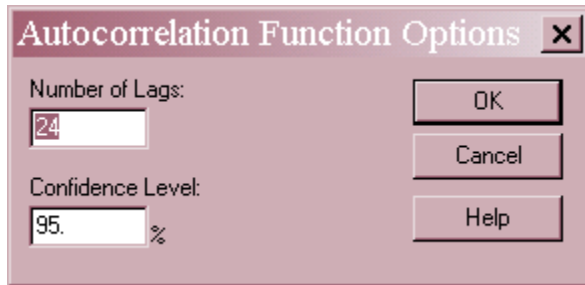 Autocorrelation Function Options
Number of Lags:
24
Confidence Level:
95. %
OK
Cancel
Help